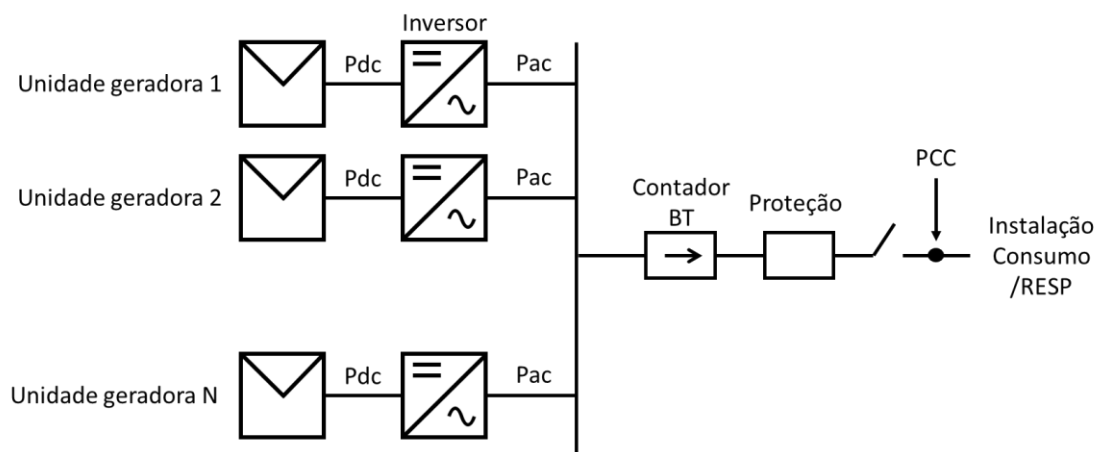 Inversor
Unidade geradora 1
Pdc
Pac
Unidade geradora 2
Pdc
Pac
Contador
BT
Proteção
PCC
Instalação
Consumo
/RESP
Unidade geradora N
Pdc
Pac